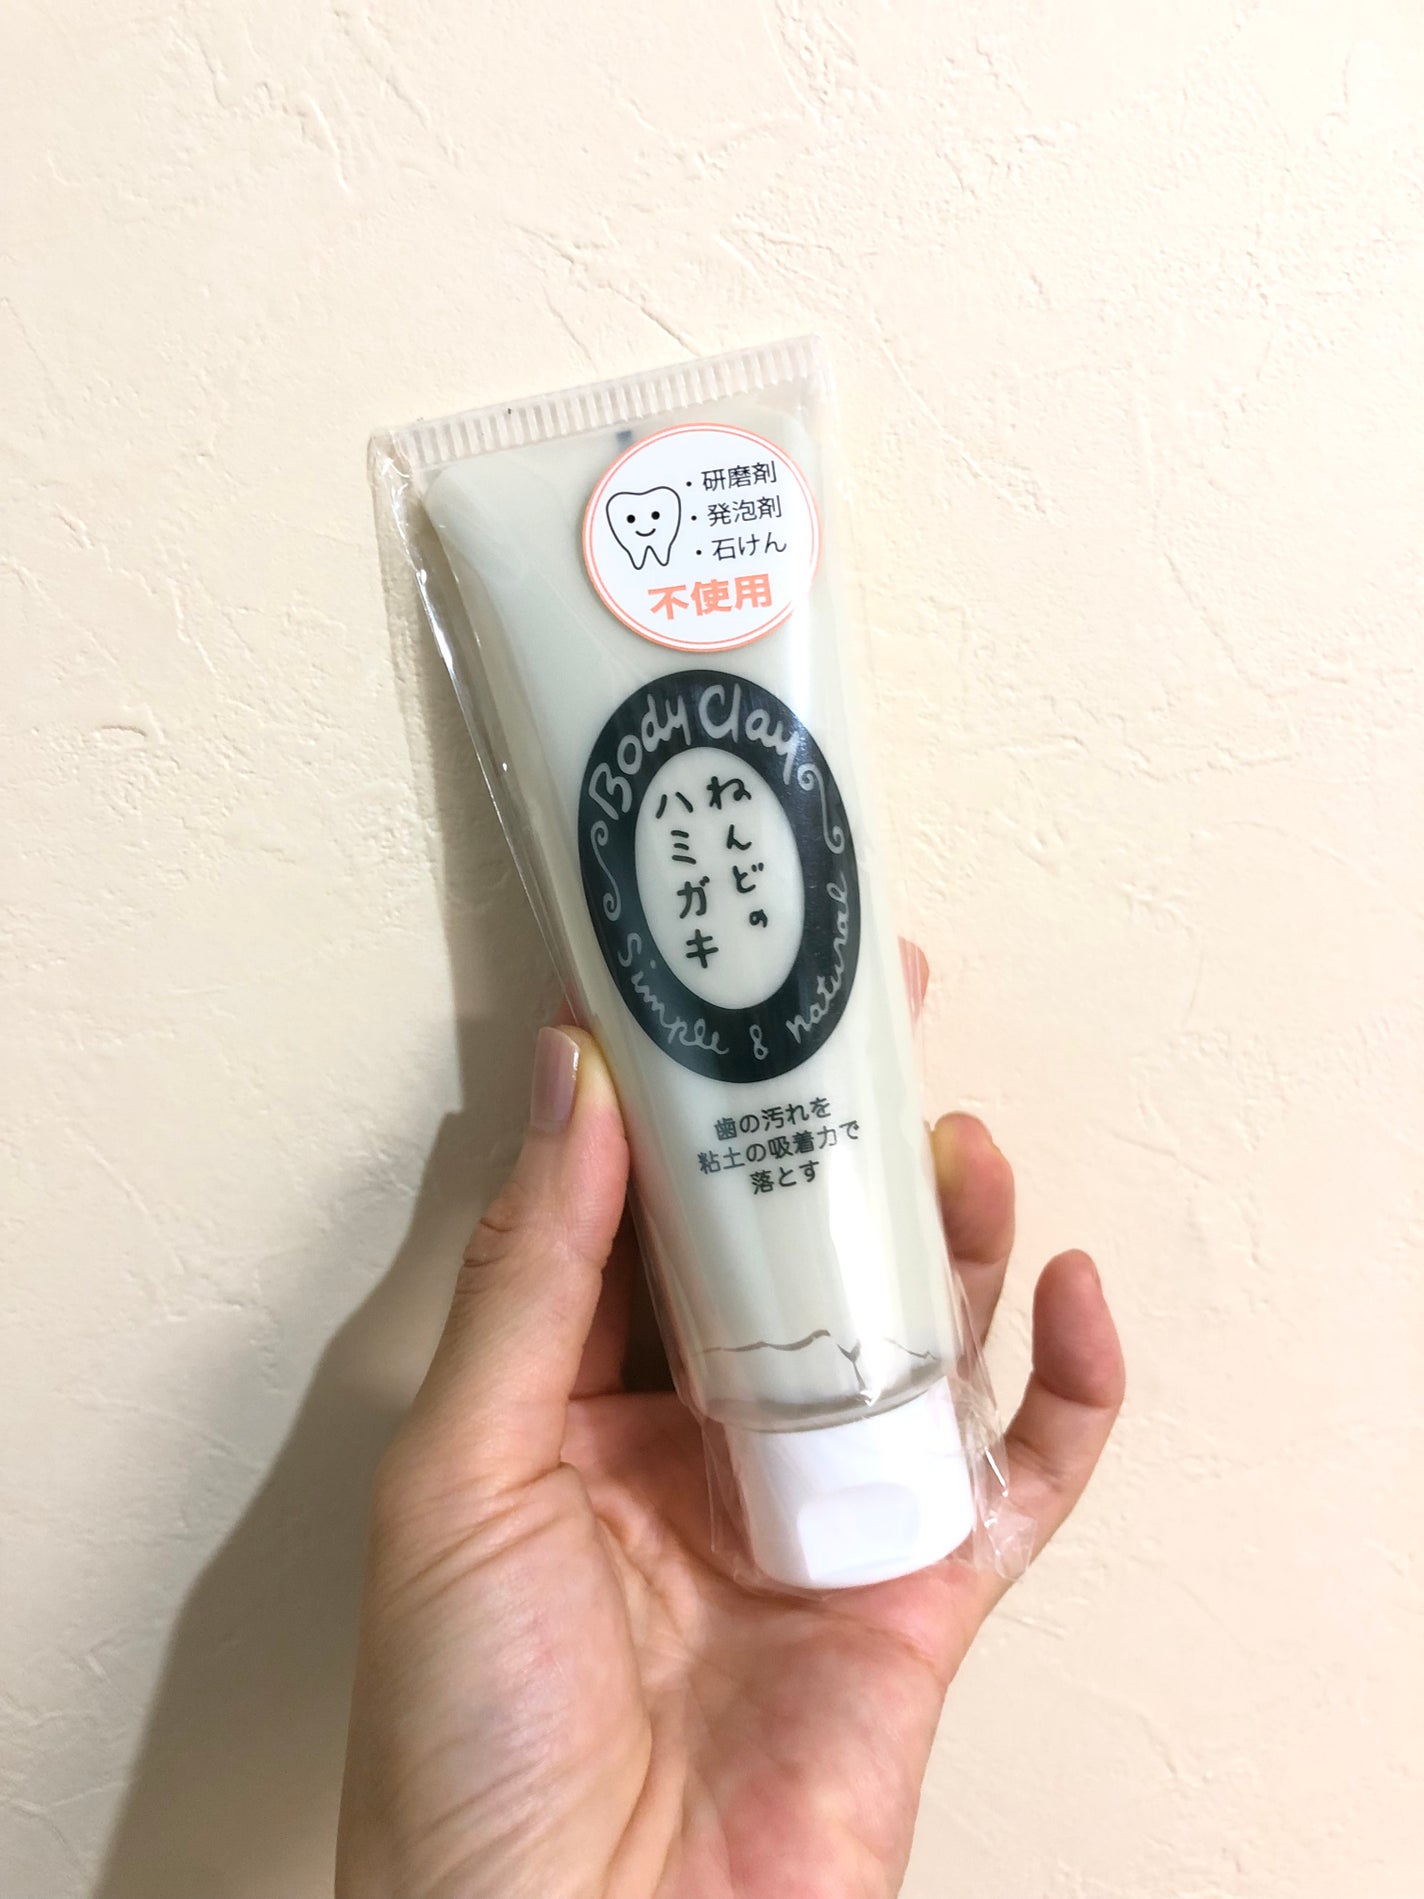 ・研磨剤
・発泡剤
・石けん
不使用
Body Clay
ねんどの
ハミガキ
Simple & natural
歯の汚れを
粘土の吸着力で
落とす